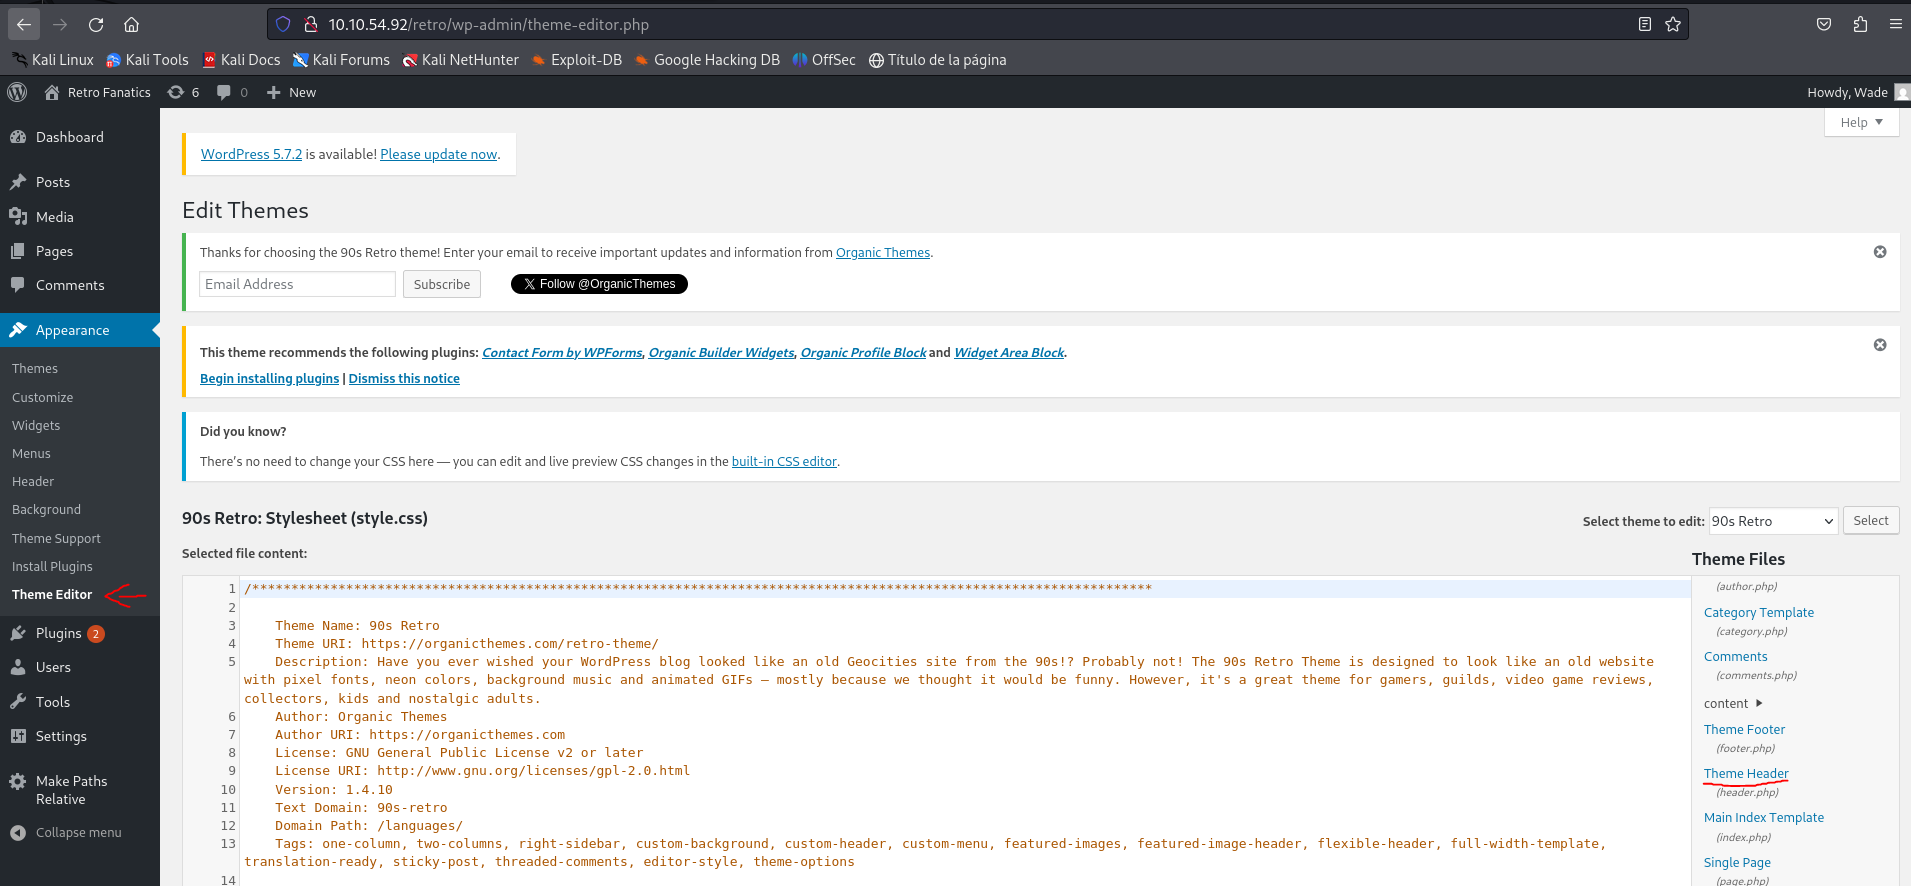 10.10.54.92/retro/wp-admin/theme-editor.php
Kali Linux Kali Tools Kali Docs Kali Forums Kali NetHunter Exploit-DB Google Hacking DB OffSec Título de la página
Retro Fanatics 6 0 New Howdy, Wade
Help
Dashboard
Posts
Media
Pages
Comments
Appearance
Themes
Customize
Widgets
Menus
Header
Background
Theme Support
Install Plugins
Theme Editor
Plugins 2
Users
Tools
Settings
Make Paths
Relative
Collapse menu
WordPress 5.7.2 is available! Please update now.
Edit Themes
Thanks for choosing the 90s Retro theme! Enter your email to receive important updates and information from Organic Themes.
Email Address Subscribe Follow @OrganicThemes
This theme recommends the following plugins: Contact Form by WPForms, Organic Builder Widgets, Organic Profile Block and Widget Area Block.
Begin installing plugins | Dismiss this notice
Did you know?
There's no need to change your CSS here — you can edit and live preview CSS changes in the built-in CSS editor.
90s Retro: Stylesheet (style.css)
Select theme to edit: 90s Retro Select
Selected file content:
1 /*******************************************************************************************************************
2
3 Theme Name: 90s Retro
4 Theme URI: https://organicthemes.com/retro-theme/
5 Description: Have you ever wished your WordPress blog looked like an old Geocities site from the 90s!? Probably not! The 90s Retro Theme is designed to look like an old website
with pixel fonts, neon colors, background music and animated GIFs – mostly because we thought it would be funny. However, it's a great theme for gamers, guilds, video game reviews,
collectors, kids and nostalgic adults.
6 Author: Organic Themes
7 Author URI: https://organicthemes.com
8 License: GNU General Public License v2 or later
9 License URI: http://www.gnu.org/licenses/gpl-2.0.html
10 Version: 1.4.10
11 Text Domain: 90s-retro
12 Domain Path: /languages/
13 Tags: one-column, two-columns, right-sidebar, custom-background, custom-header, custom-menu, featured-images, featured-image-header, flexible-header, full-width-template,
translation-ready, sticky-post, threaded-comments, editor-style, theme-options
14
Theme Files
(author.php)
Category Template
(category.php)
Comments
(comments.php)
content
Theme Footer
(footer.php)
Theme Header
(header.php)
Main Index Template
(index.php)
Single Page
(page.php)